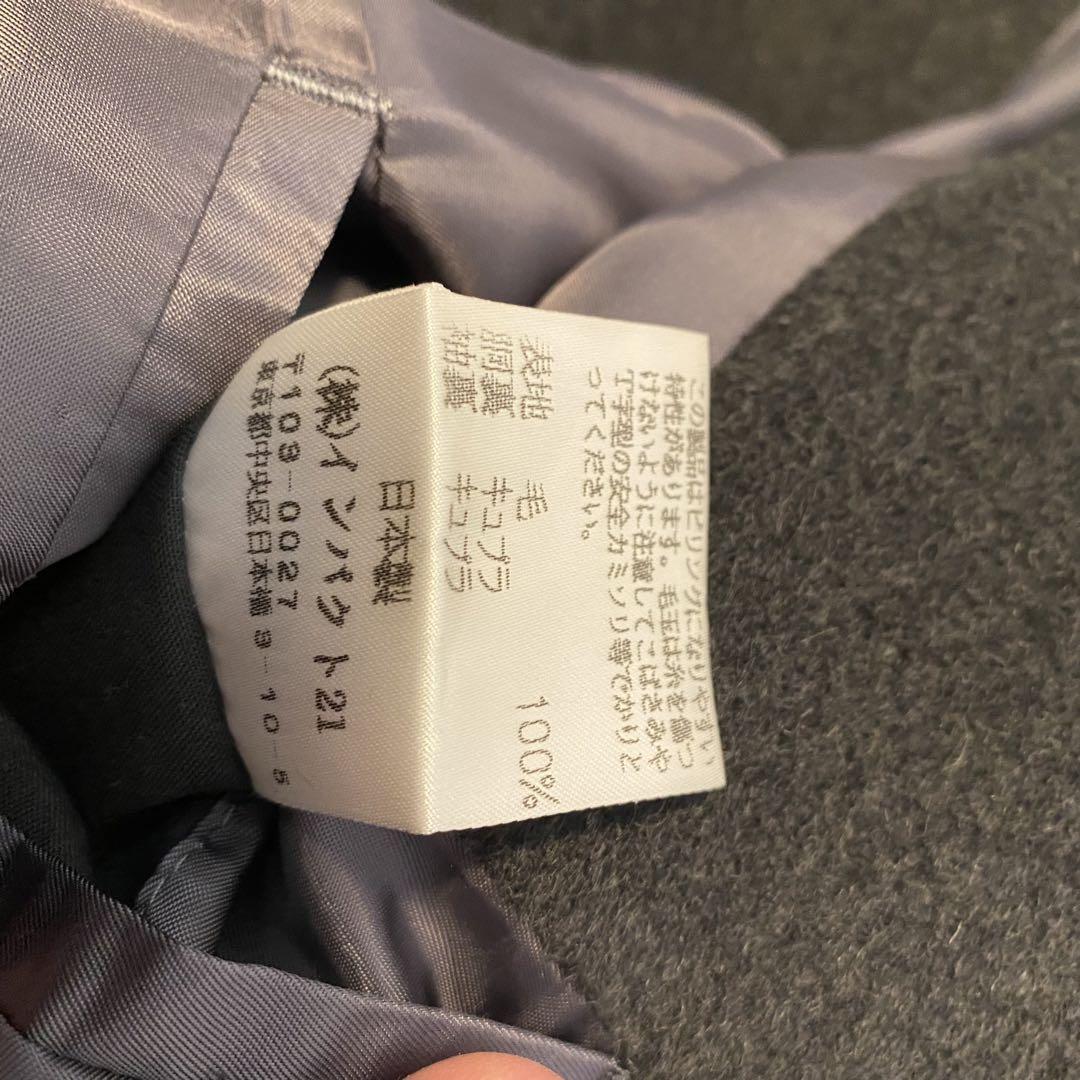 この製品はピリングになりやすい
特性があります。毛玉は糸を傷つ
けないように注意してこばさみや
T字型の安全カミソリ等でかりと
ってください。
表地 毛 100%
胴裏 キュプラ
袖裏 キュプラ
日本製
(株)インパクト21
〒103-0027
東京都中央区日本橋3-10-5